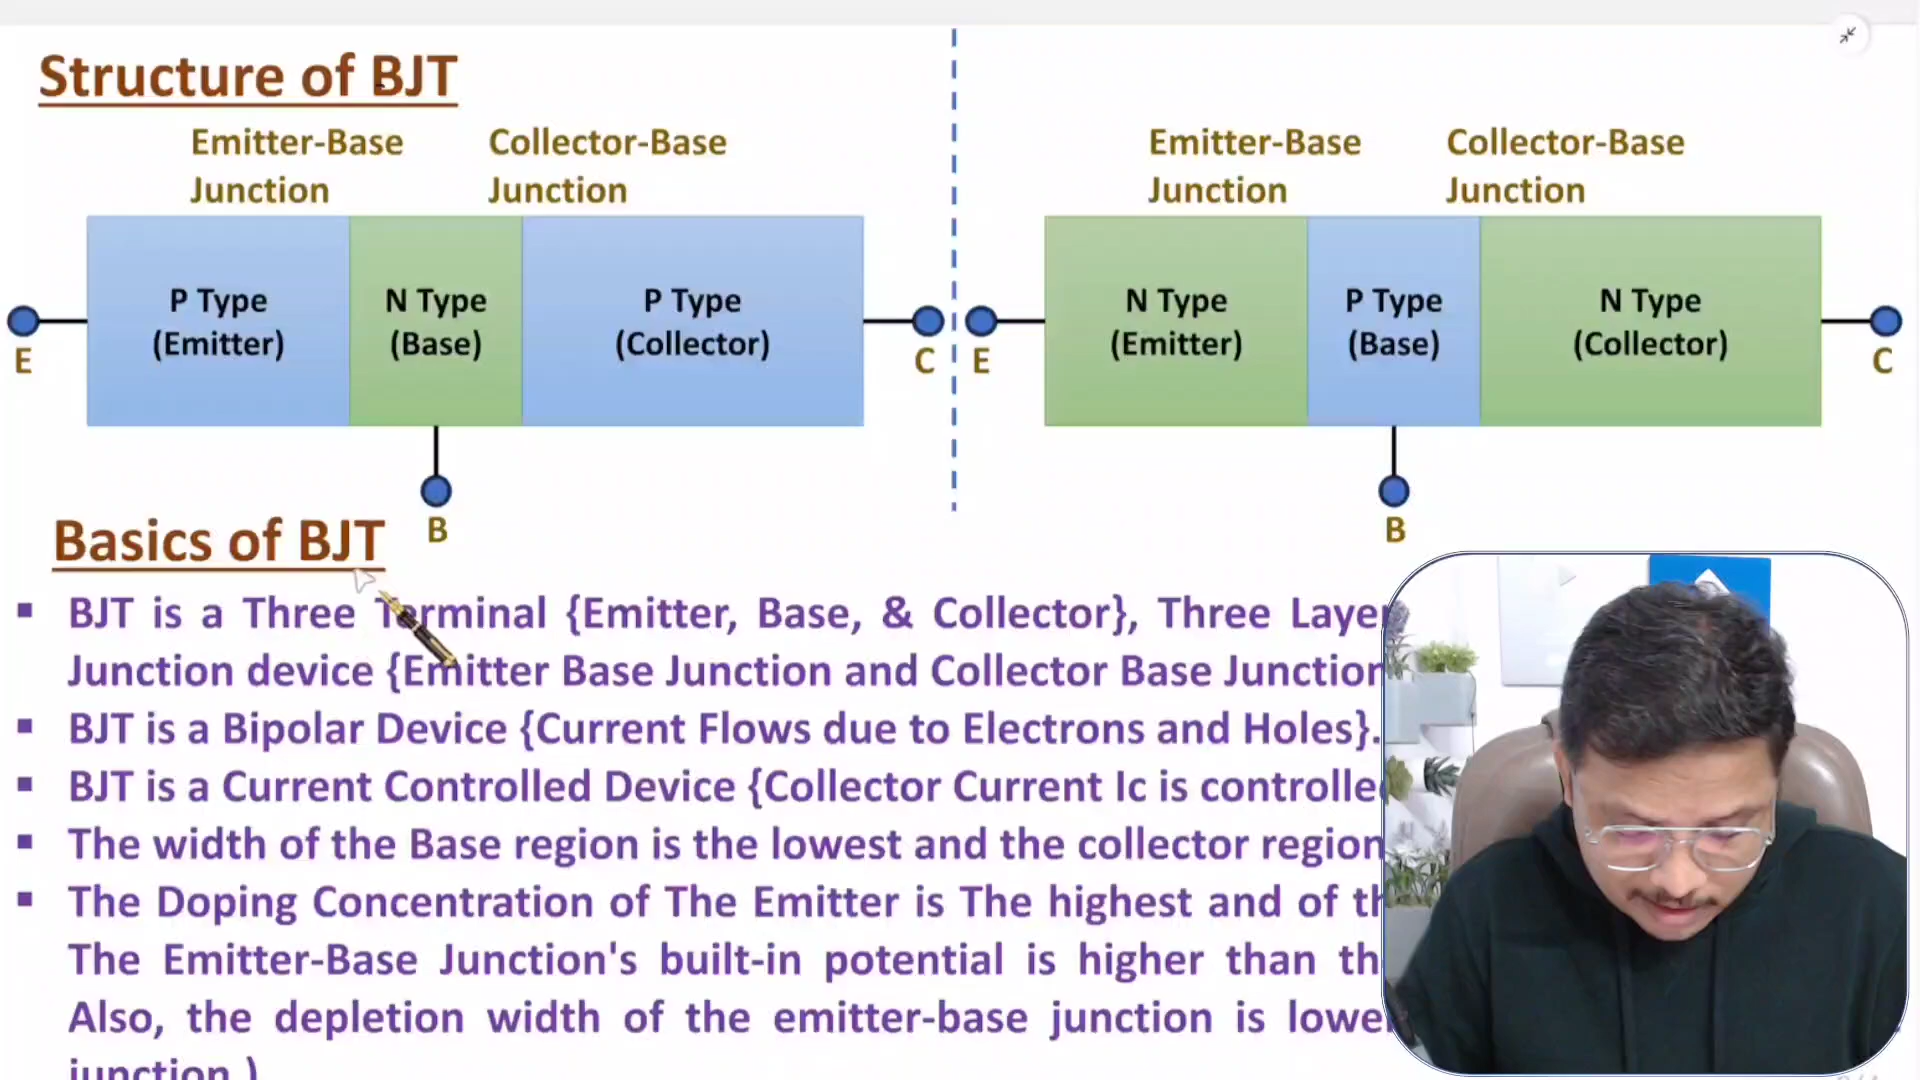 Structure of BJT
Emitter-Base
Junction
Collector-Base
Junction
P Type
(Emitter)
N Type
(Base)
P Type
(Collector)
E
C
B
Emitter-Base
Junction
Collector-Base
Junction
N Type
(Emitter)
P Type
(Base)
N Type
(Collector)
E
C
B
Basics of BJT
▪ BJT is a Three Terminal {Emitter, Base, & Collector}, Three Layer
Junction device {Emitter Base Junction and Collector Base Junction
▪ BJT is a Bipolar Device {Current Flows due to Electrons and Holes}.
▪ BJT is a Current Controlled Device {Collector Current Ic is controlled
▪ The width of the Base region is the lowest and the collector region
▪ The Doping Concentration of The Emitter is The highest and of
The Emitter-Base Junction's built-in potential is higher than
Also, the depletion width of the emitter-base junction is
junction.)